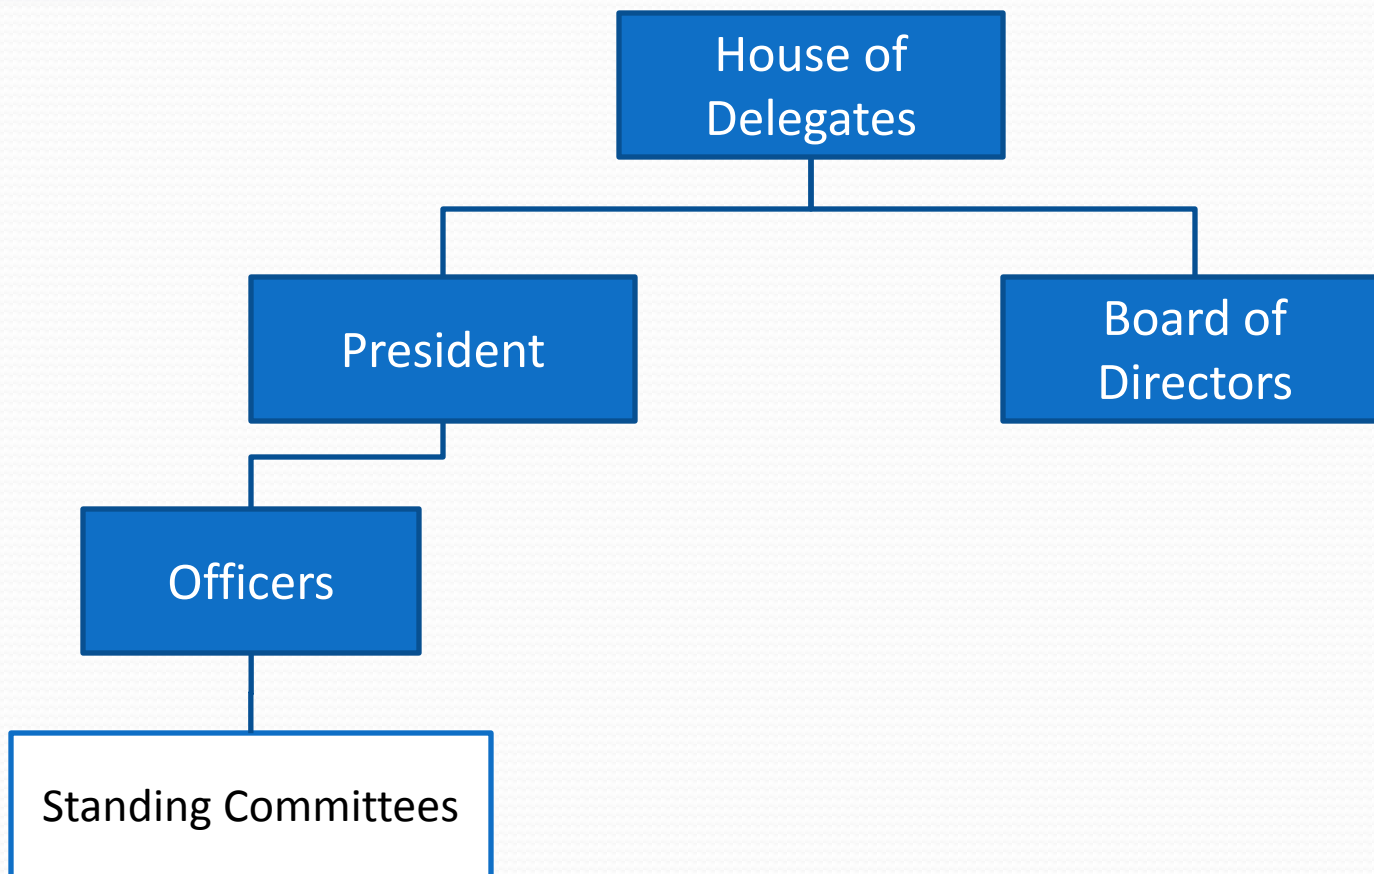 House of
Delegates
President
Board of
Directors
Officers
Standing Committees